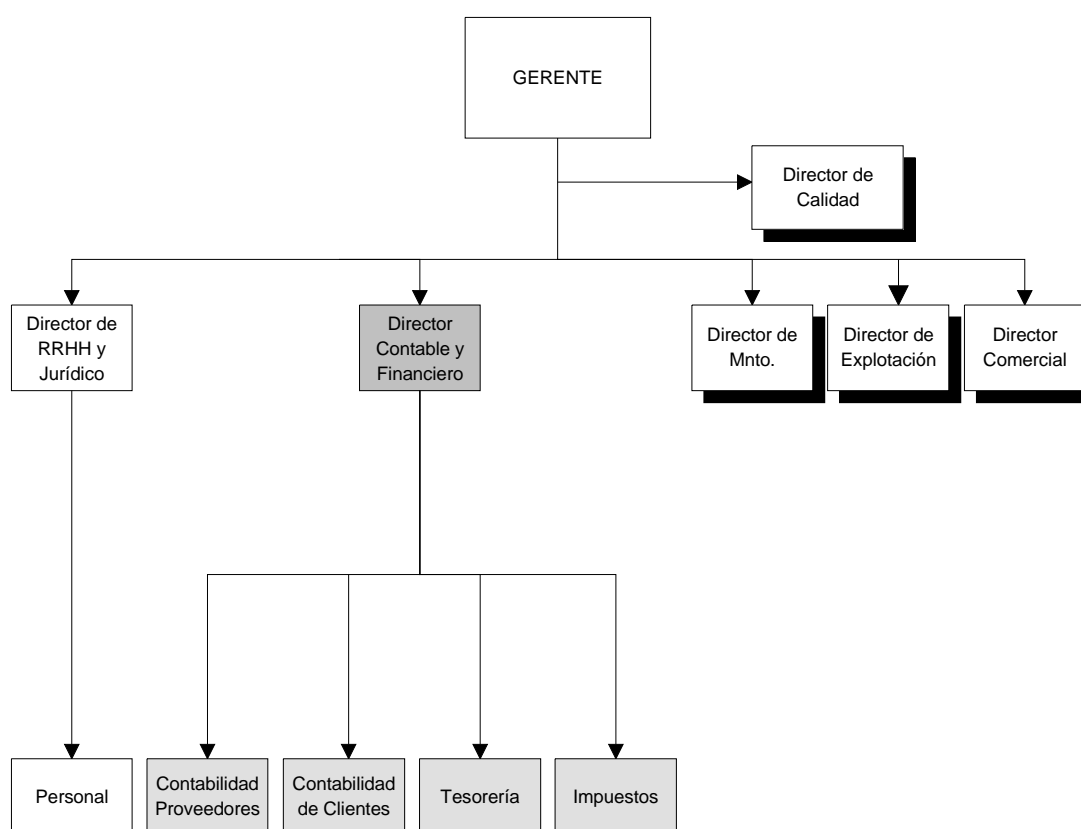 GERENTE
Director de
Calidad
Director de
RRHH y
Jurídico
Director
Contable y
Financiero
Director de
Mnto.
Director de
Explotación
Director
Comercial
Personal
Contabilidad
Proveedores
Contabilidad
de Clientes
Tesorería
Impuestos